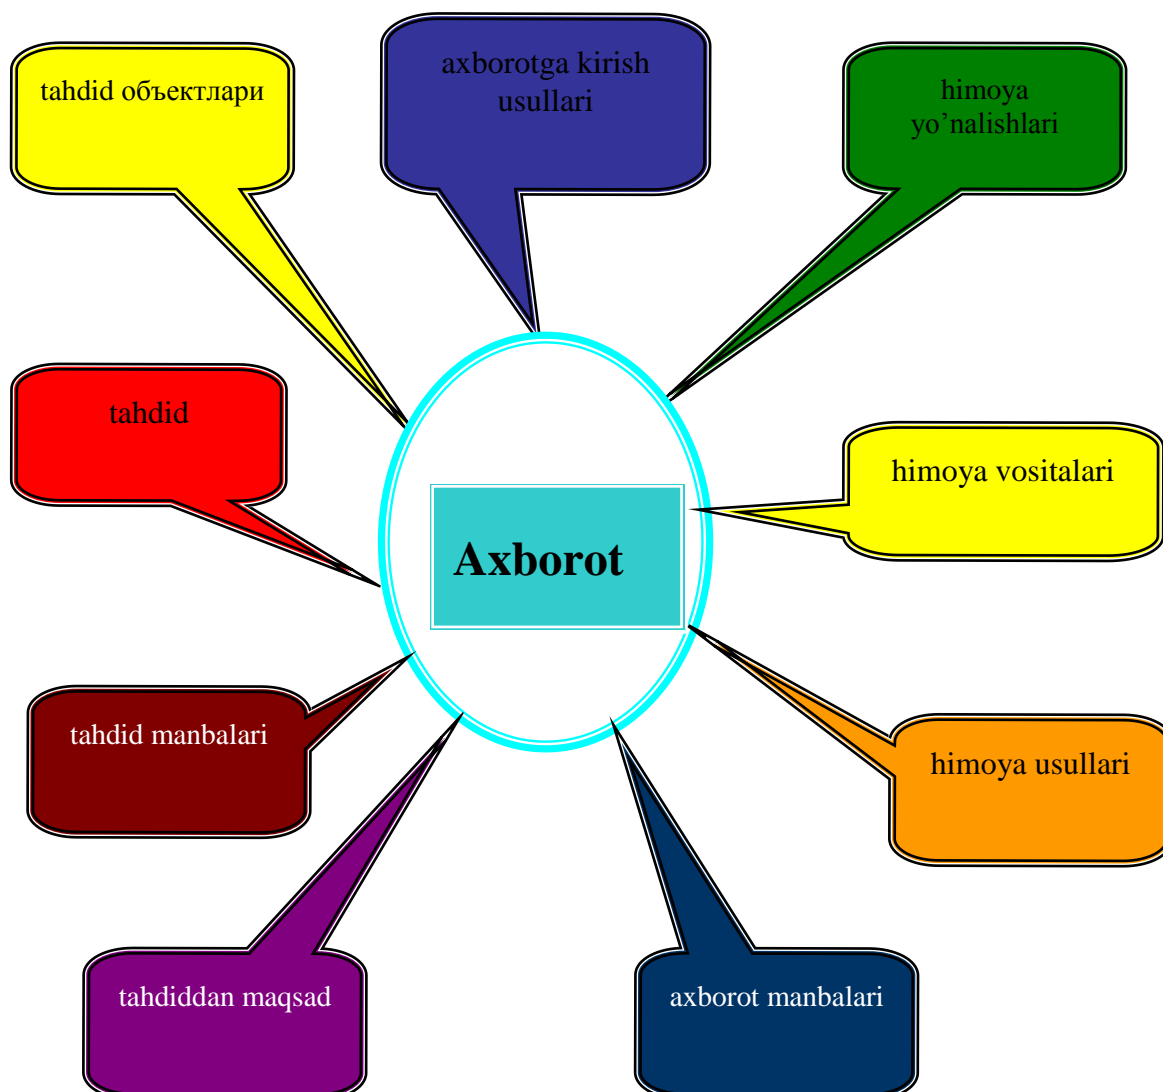 tahdid объектлари
axborotga kirish
usullari
himoya
yo’nalishlari
tahdid
himoya vositalari
Axborot
tahdid manbalari
himoya usullari
tahdiddan maqsad
axborot manbalari